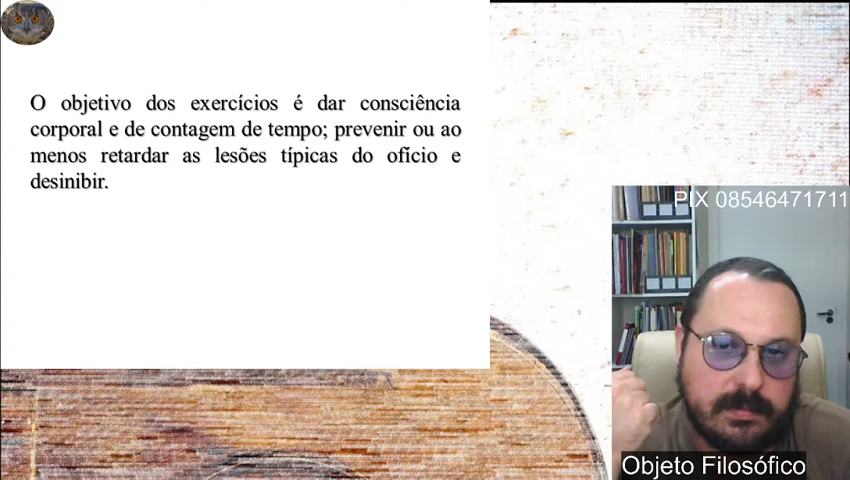 O objetivo dos exercícios é dar consciência
corporal e de contagem de tempo; prevenir ou ao
menos retardar as lesões típicas do ofício e
desinibir.
PIX 08546471711
Objeto Filosófico